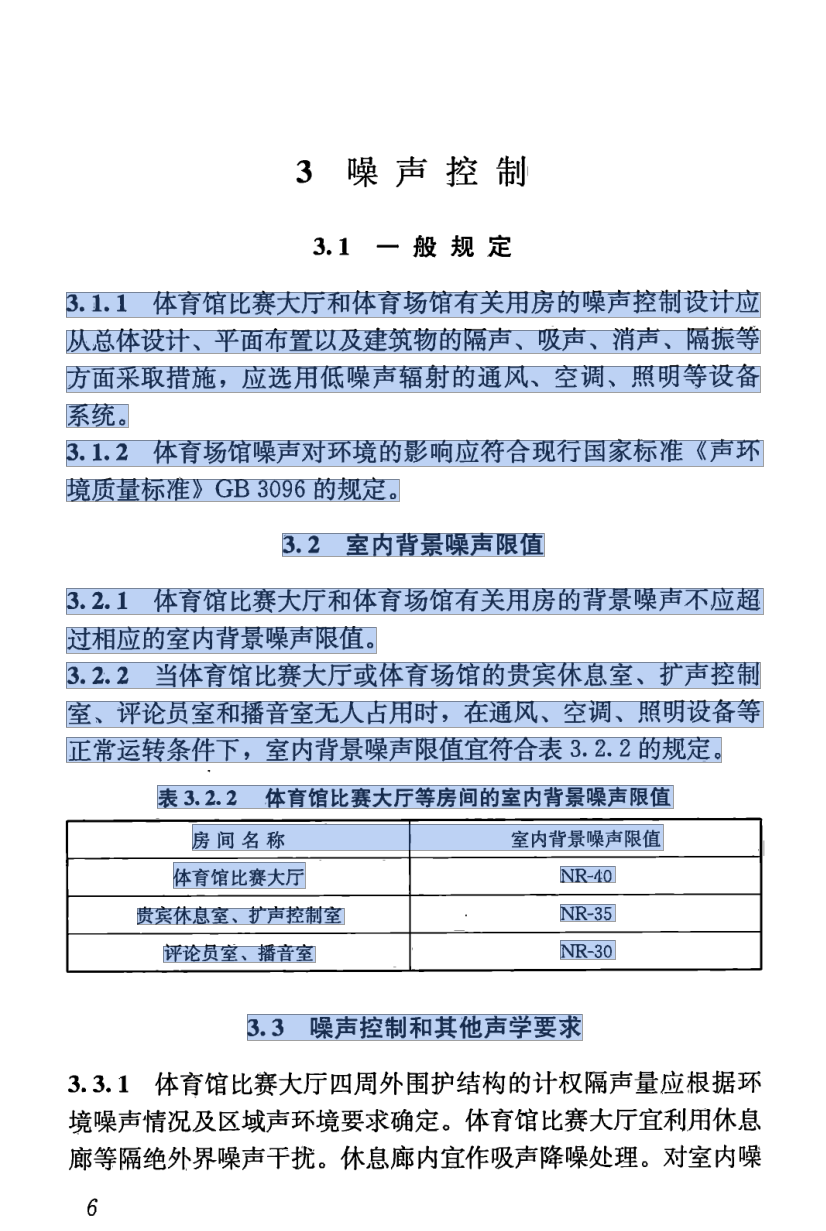 3 噪声控制
3.1 一般规定
3.1.1 体育馆比赛大厅和体育场馆有关用房的噪声控制设计应
从总体设计、平面布置以及建筑物的隔声、吸声、消声、隔振等
方面采取措施，应选用低噪声辐射的通风、空调、照明等设备
系统。
3.1.2 体育场馆噪声对环境的影响应符合现行国家标准《声环
境质量标准》GB 3096 的规定。
3.2 室内背景噪声限值
3.2.1 体育馆比赛大厅和体育场馆有关用房的背景噪声不应超
过相应的室内背景噪声限值。
3.2.2 当体育馆比赛大厅或体育场馆的贵宾休息室、扩声控制
室、评论员室和播音室无人占用时，在通风、空调、照明设备等
正常运转条件下，室内背景噪声限值宜符合表 3.2.2 的规定。
表 3.2.2 体育馆比赛大厅等房间的室内背景噪声限值
房间名称 室内背景噪声限值
体育馆比赛大厅 NR-40
贵宾休息室、扩声控制室 NR-35
评论员室、播音室 NR-30
3.3 噪声控制和其他声学要求
3.3.1 体育馆比赛大厅四周外围护结构的计权隔声量应根据环
境噪声情况及区域声环境要求确定。体育馆比赛大厅宜利用休息
廊等隔绝外界噪声干扰。休息廊内宜作吸声降噪处理。对室内噪
6